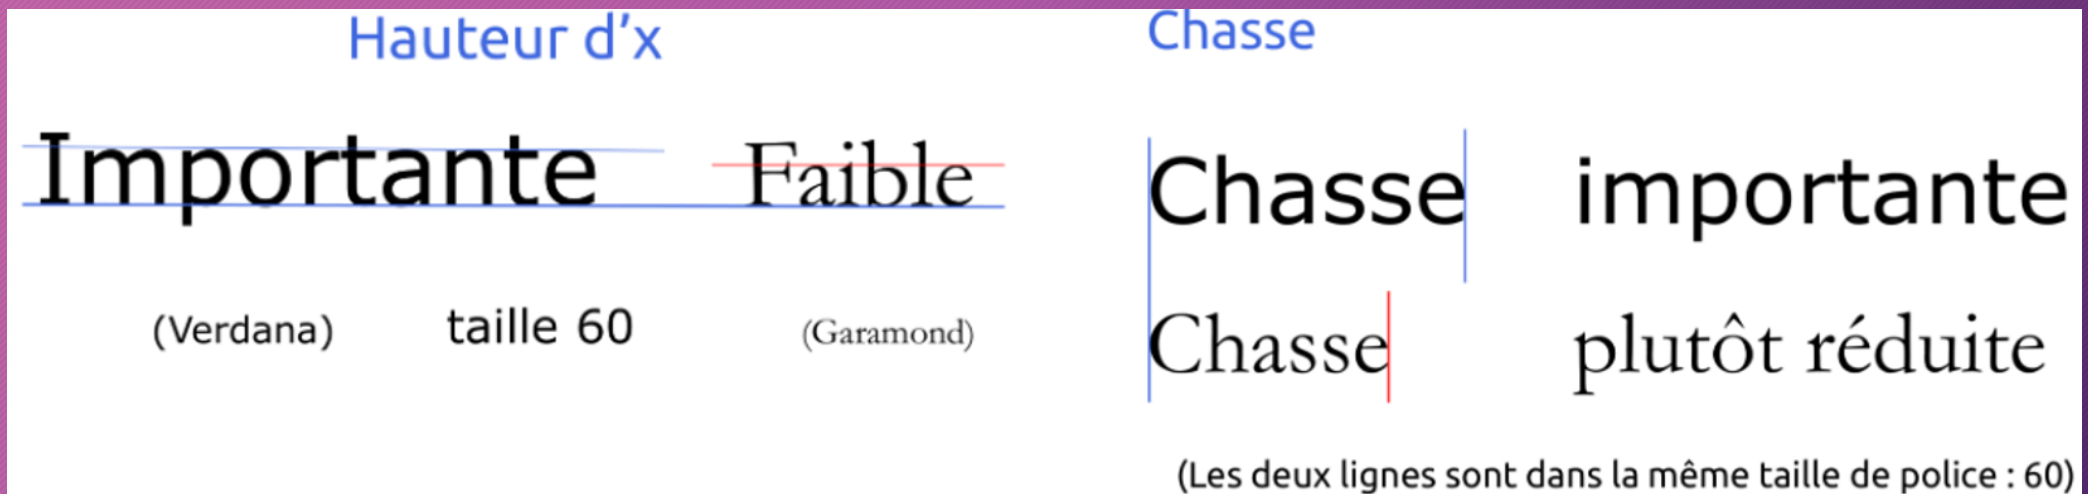 Hauteur d’x
Importante Faible
(Verdana) taille 60 (Garamond)
Chasse
Chasse importante
Chasse plutôt réduite
(Les deux lignes sont dans la même taille de police : 60)